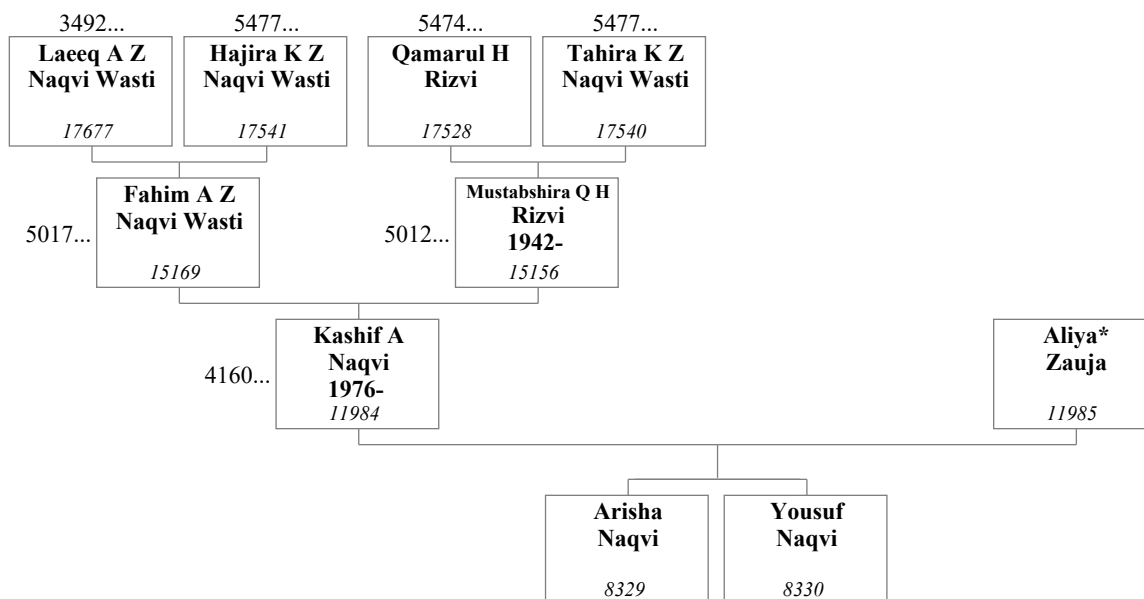 3492...
5477...
5474...
5477...
Laeeq A Z
Naqvi Wasti
17677
Hajira K Z
Naqvi Wasti
17541
Qamarul H
Rizvi
17528
Tahira K Z
Naqvi Wasti
17540
5017...
Fahim A Z
Naqvi Wasti
15169
5012...
Mustabshira Q H
Rizvi
1942-
15156
4160...
Kashif A
Naqvi
1976-
11984
Aliya*
Zauja
11985
Arisha
Naqvi
8329
Yousuf
Naqvi
8330